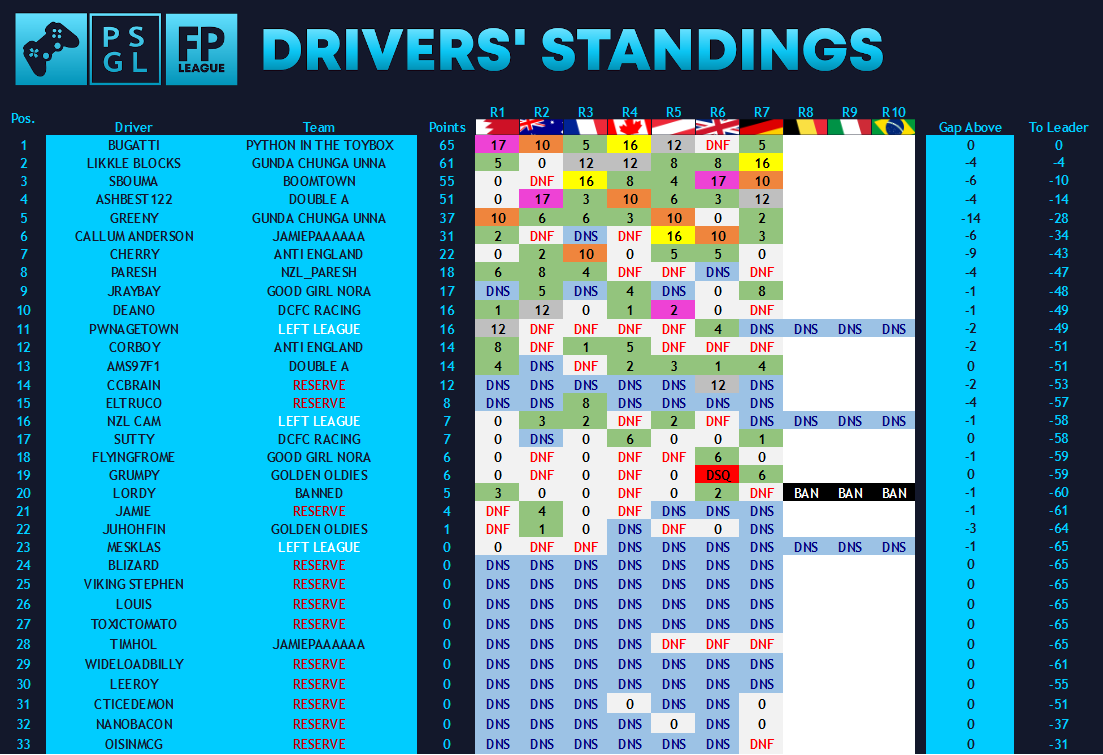 PS GL FP LEAGUE DRIVERS' STANDINGS
Pos. Driver Team Points R1 R2 R3 R4 R5 R6 R7 R8 R9 R10 Gap Above To Leader
1 BUGATTI PYTHON IN THE TOYBOX 65 17 10 5 16 12 DNF 5 0 0
2 LIKKLE BLOCKS GUNDA CHUNGA UNNA 61 5 0 12 12 8 8 16 -4 -4
3 SBOUMA BOOMTOWN 55 0 DNF 16 8 4 17 10 -6 -10
4 ASHBEST122 DOUBLE A 51 0 17 3 10 6 3 12 -4 -14
5 GREENY GUNDA CHUNGA UNNA 37 10 6 6 3 10 0 2 -14 -28
6 CALLUM ANDERSON JAMIEPAAAAAA 31 2 DNF DNS DNF 16 10 3 -6 -34
7 CHERRY ANTI ENGLAND 22 0 2 10 0 5 5 0 -9 -43
8 PARESH NZL_PARESH 18 6 8 4 DNF DNF DNS DNF -4 -47
9 JRAYBAY GOOD GIRL NORA 17 DNS 5 DNS 4 DNS 0 8 -1 -48
10 DEANO DCFC RACING 16 1 12 0 1 2 0 DNF -1 -49
11 PWNAGETOWN LEFT LEAGUE 16 12 DNF DNF DNF DNF 4 DNS DNS DNS DNS -2 -49
12 CORBOY ANTI ENGLAND 14 8 DNF 1 5 DNF DNF DNF -2 -51
13 AMS97F1 DOUBLE A 14 4 DNS DNF 2 3 1 4 0 -51
14 CCBRAIN RESERVE 12 DNS DNS DNS DNS DNS 12 DNS -2 -53
15 ELTRUCO RESERVE 8 DNS DNS 8 DNS DNS DNS DNS -4 -57
16 NZL CAM LEFT LEAGUE 7 0 3 2 DNF 2 DNF DNS DNS DNS DNS -1 -58
17 SUTTY DCFC RACING 7 0 DNS 0 6 0 0 1 0 -58
18 FLYINGFROME GOOD GIRL NORA 6 0 DNF 0 DNF DNF 6 0 -1 -59
19 GRUMPY GOLDEN OLDIES 6 0 DNF 0 DNF 0 DSQ 6 0 -59
20 LORDY BANNED 5 3 0 0 DNF 0 2 DNF BAN BAN BAN -1 -60
21 JAMIE RESERVE 4 DNF 4 0 DNF DNS DNS DNS -1 -61
22 JUHOHFIN GOLDEN OLDIES 1 DNF 1 0 DNS DNF 0 DNS -3 -64
23 MESKLAS LEFT LEAGUE 0 0 DNF DNF DNS DNS DNS DNS DNS DNS DNS -1 -65
24 BLIZARD RESERVE 0 DNS DNS DNS DNS DNS DNS DNS 0 -65
25 VIKING STEPHEN RESERVE 0 DNS DNS DNS DNS DNS DNS DNS 0 -65
26 LOUIS RESERVE 0 DNS DNS DNS DNS DNS DNS DNS 0 -65
27 TOXICTOMATO RESERVE 0 DNS DNS DNS DNS DNS DNS DNS 0 -65
28 TIMHOL JAMIEPAAAAAA 0 DNS DNS DNS DNS DNF DNF DNF 0 -65
29 WIDELOADBILLY RESERVE 0 DNS DNS DNS DNS DNS DNS DNS 0 -61
30 LEEROY RESERVE 0 DNS DNS DNS DNS DNS DNS DNS 0 -55
31 CTICEDEMON RESERVE 0 DNS DNS DNS 0 DNS DNS 0 0 -51
32 NANOBACON RESERVE 0 DNS DNS DNS DNS 0 DNS 0 0 -37
33 OISINMCG RESERVE 0 DNS DNS DNS DNS DNS DNS DNF 0 -31